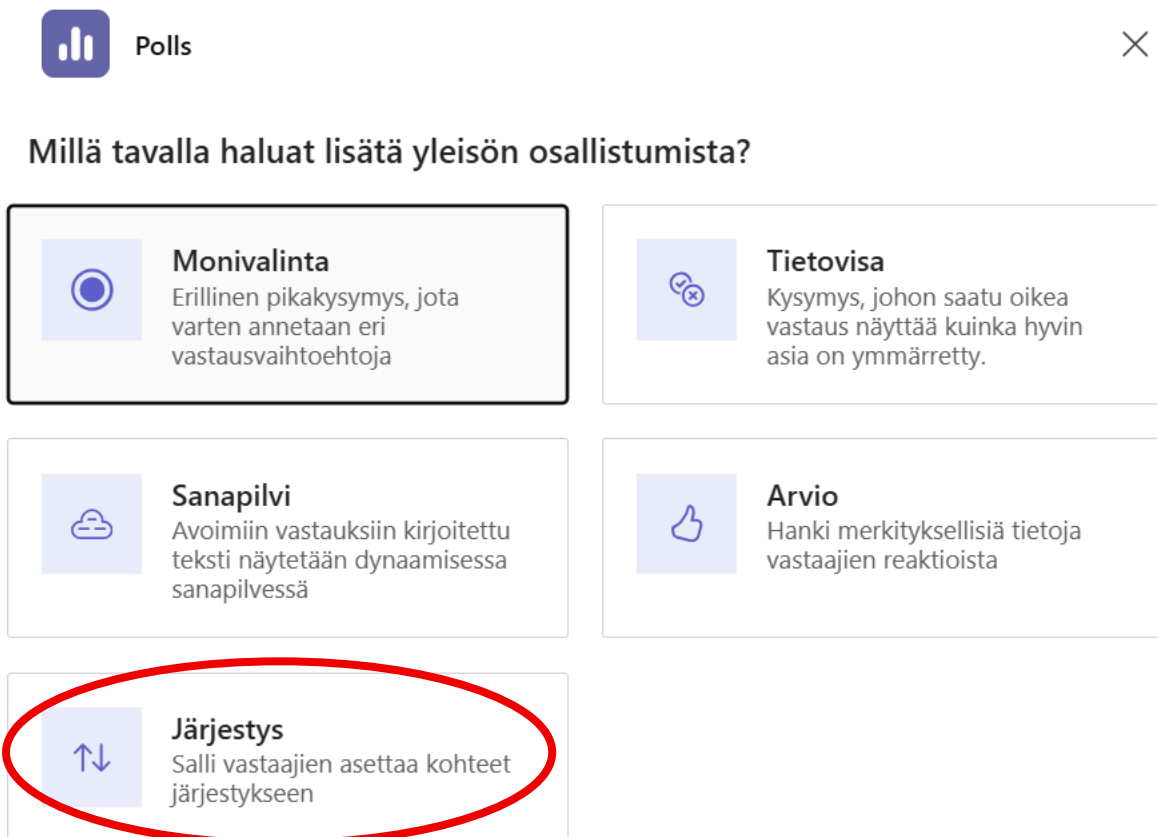 Polls
Millä tavalla haluat lisätä yleisön osallistumista?
Monivalinta
Erillinen pikakysymys, jota
varten annetaan eri
vastausvaihtoehtoja
Tietovisa
Kysymys, johon saatu oikea
vastaus näyttää kuinka hyvin
asia on ymmärretty.
Sanapilvi
Avoimiin vastauksiin kirjoitettu
teksti näytetään dynaamisessa
sanapilvessä
Arvio
Hanki merkityksellisiä tietoja
vastaajien reaktioista
Järjestys
Salli vastaajien asettaa kohteet
järjestykseen